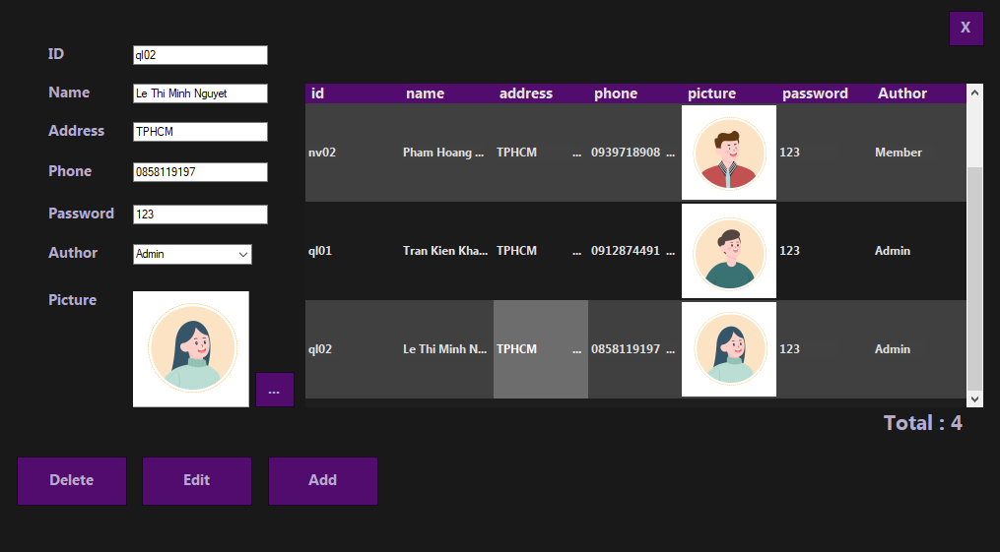 X
ID ql02
Name Le Thi Minh Nguyet
Address TPHCM
Phone 0858119197
Password 123
Author Admin
Picture
...
id name address phone picture password Author
nv02 Pham Hoang ... TPHCM ... 0939718908 ... 123 Member
ql01 Tran Kien Kha... TPHCM ... 0912874491 ... 123 Admin
ql02 Le Thi Minh N... TPHCM ... 0858119197 ... 123 Admin
Total : 4
Delete Edit Add